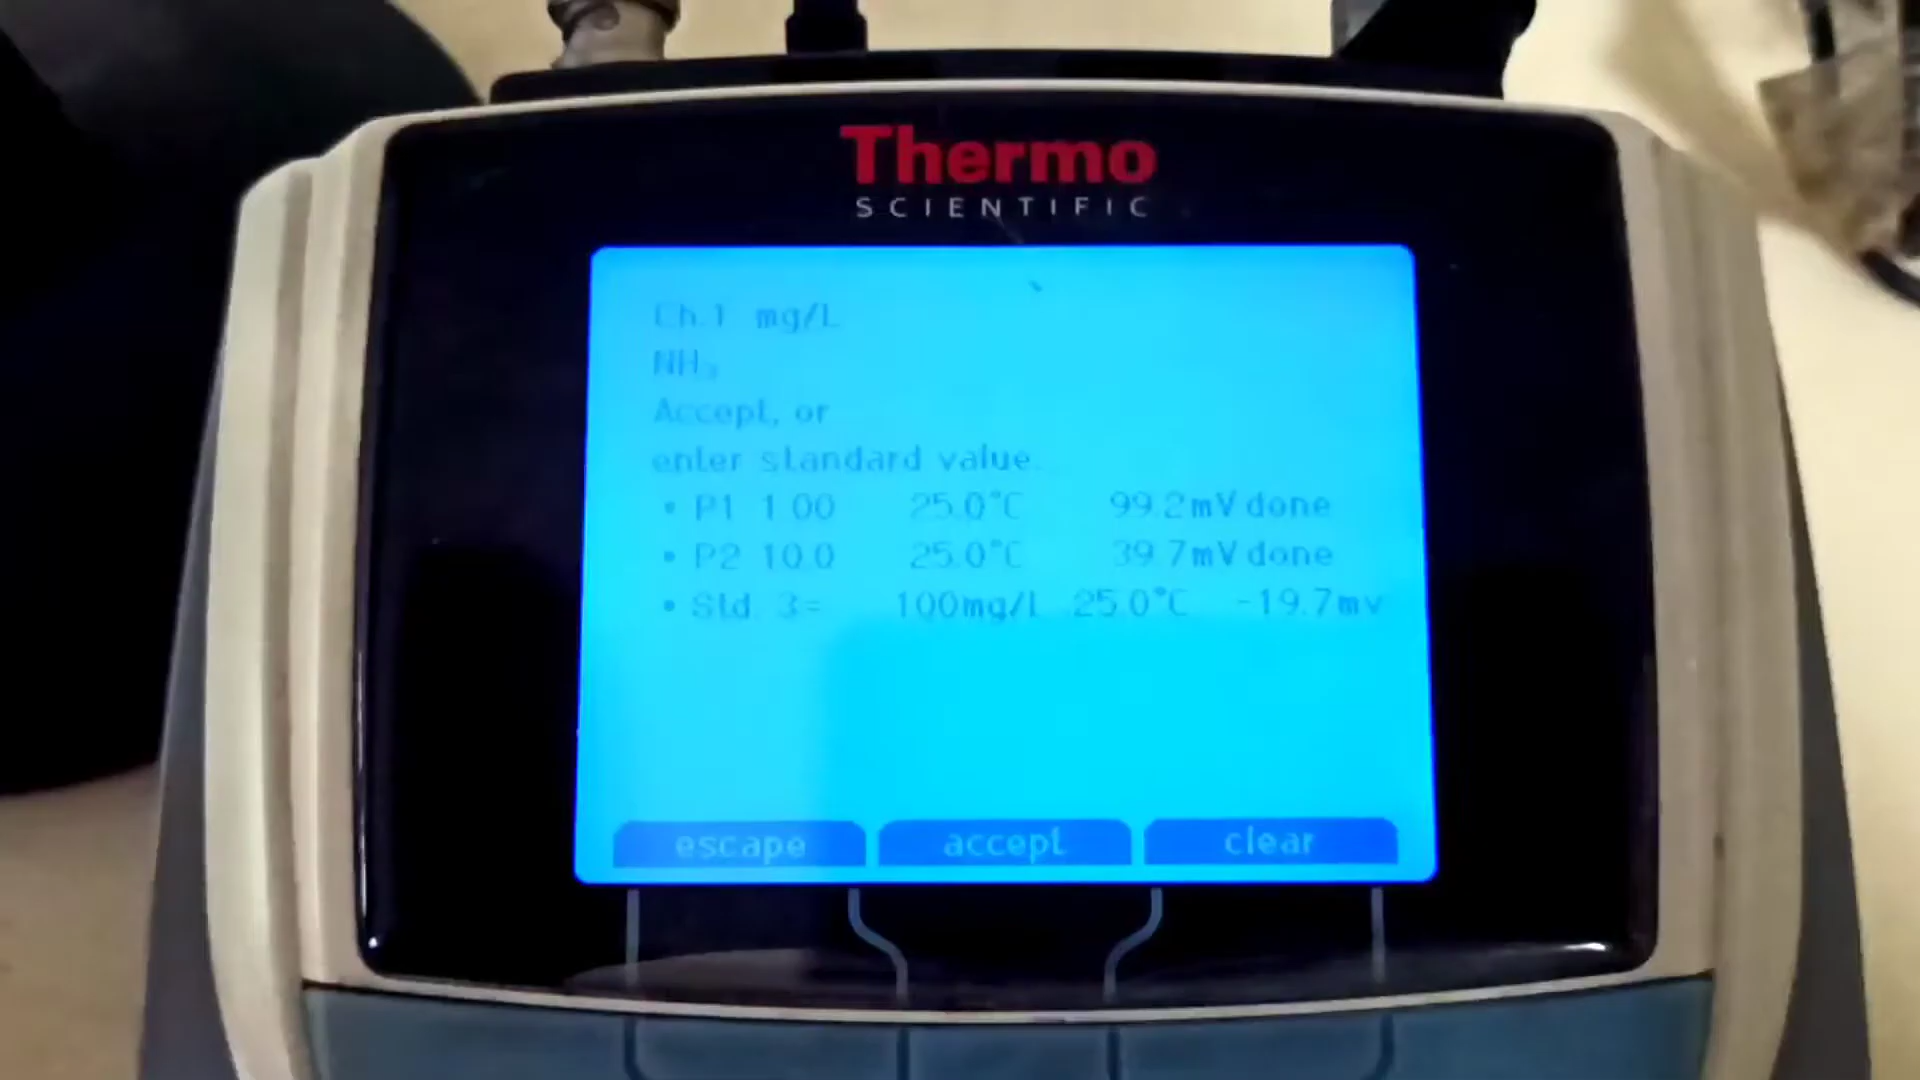 Thermo
SCIENTIFIC
Ch.1 mg/L
NH₃
Accept, or
enter standard value.
• P1 1.00 25.0°C 99.2mV done
• P2 10.0 25.0°C 39.7mV done
• Std. 3= 100mg/L 25.0°C -19.7mv
escape accept clear